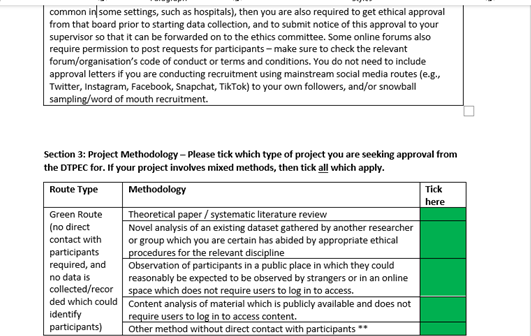 common in some settings, such as hospitals), then you are also required to get ethical approval
from that board prior to starting data collection, and to submit notice of this approval to your
supervisor so that it can be forwarded on to the ethics committee. Some online forums also
require permission to post requests for participants – make sure to check the relevant
forum/organisation's code of conduct or terms and conditions. You do not need to include
approval letters if you are conducting recruitment using mainstream social media routes (e.g.,
Twitter, Instagram, Facebook, Snapchat, TikTok) to your own followers, and/or snowball
sampling/word of mouth recruitment.
Section 3: Project Methodology – Please tick which type of project you are seeking approval from
the DTPEC for. If your project involves mixed methods, then tick all which apply.
Route Type
Methodology
Tick
here
Green Route
(no direct
contact with
participants
required, and
no data is
collected/recor
ded which could
identify
participants)
Theoretical paper / systematic literature review
Novel analysis of an existing dataset gathered by another researcher
or group which you are certain has abided by appropriate ethical
procedures for the relevant discipline
Observation of participants in a public place in which they could
reasonably be expected to be observed by strangers or in an online
space which does not require users to log in to access.
Content analysis of material which is publicly available and does not
require users to log in to access content.
Other method without direct contact with participants **